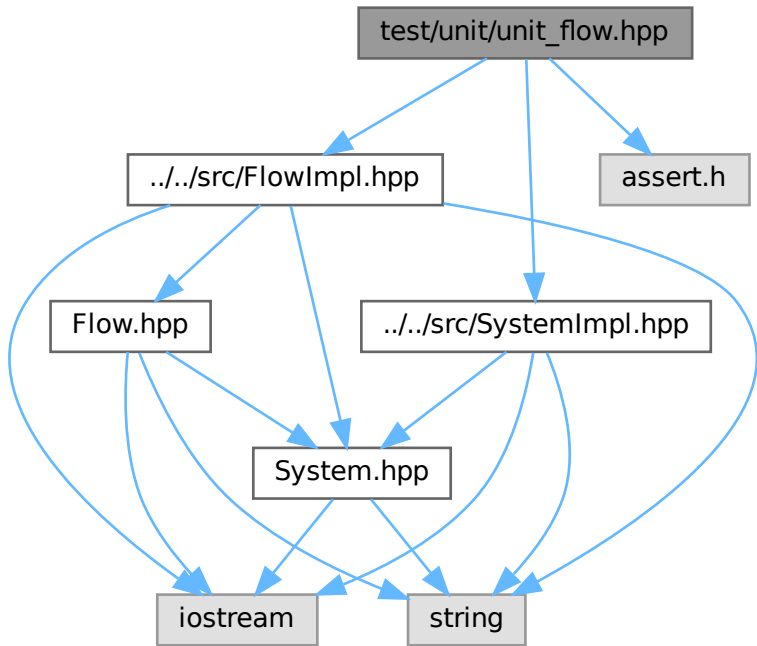 test/unit/unit_flow.hpp
../../src/FlowImpl.hpp
assert.h
Flow.hpp
../../src/SystemImpl.hpp
System.hpp
iostream
string